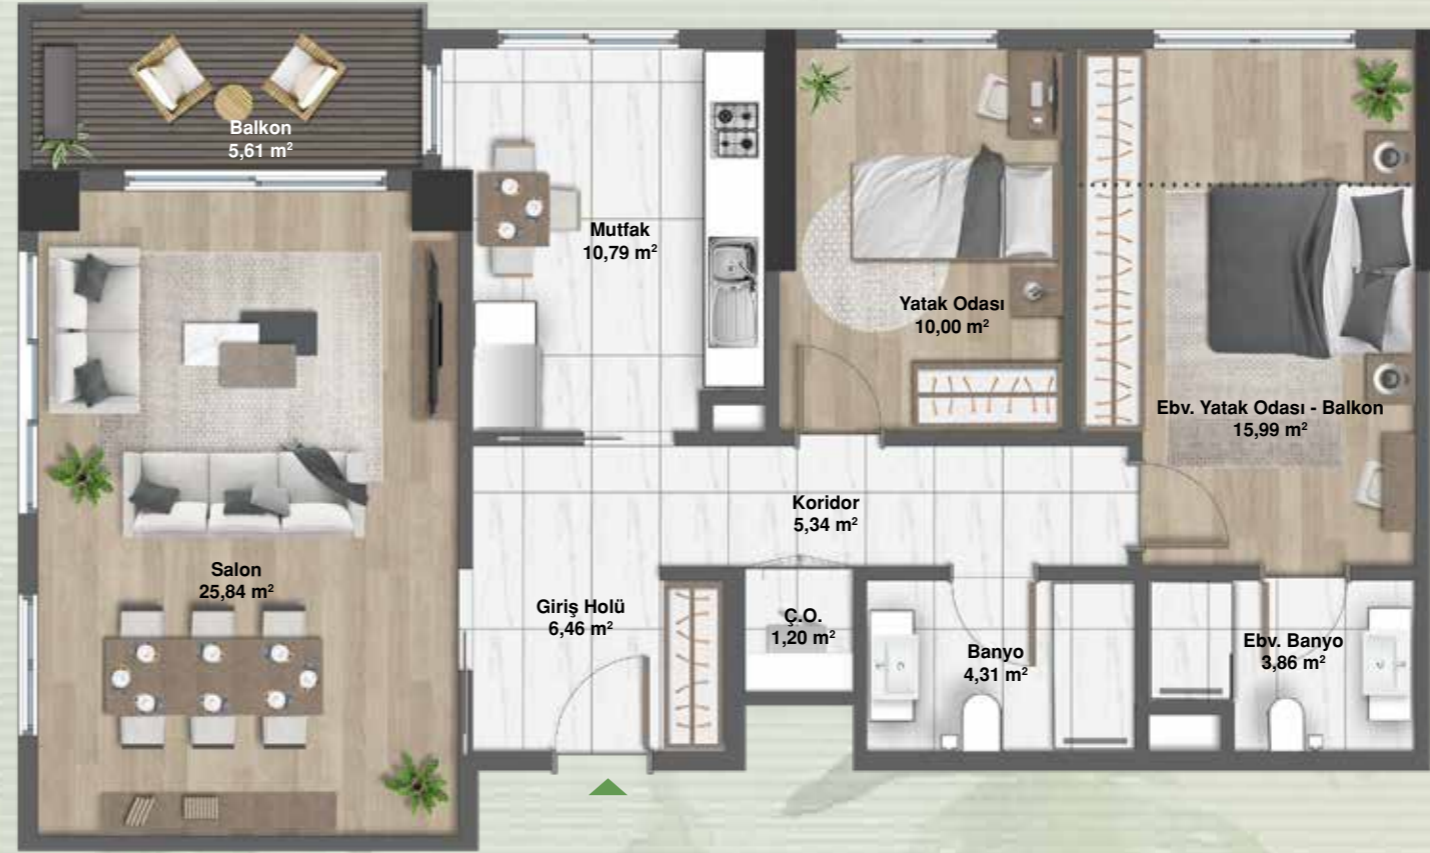 Balkon
5,61 m²
Mutfak
10,79 m²
Yatak Odası
10,00 m²
Ebv. Yatak Odası - Balkon
15,99 m²
Koridor
5,34 m²
Salon
25,84 m²
Giriş Holü
6,46 m²
Ç.O.
1,20 m²
Banyo
4,31 m²
Ebv. Banyo
3,86 m²